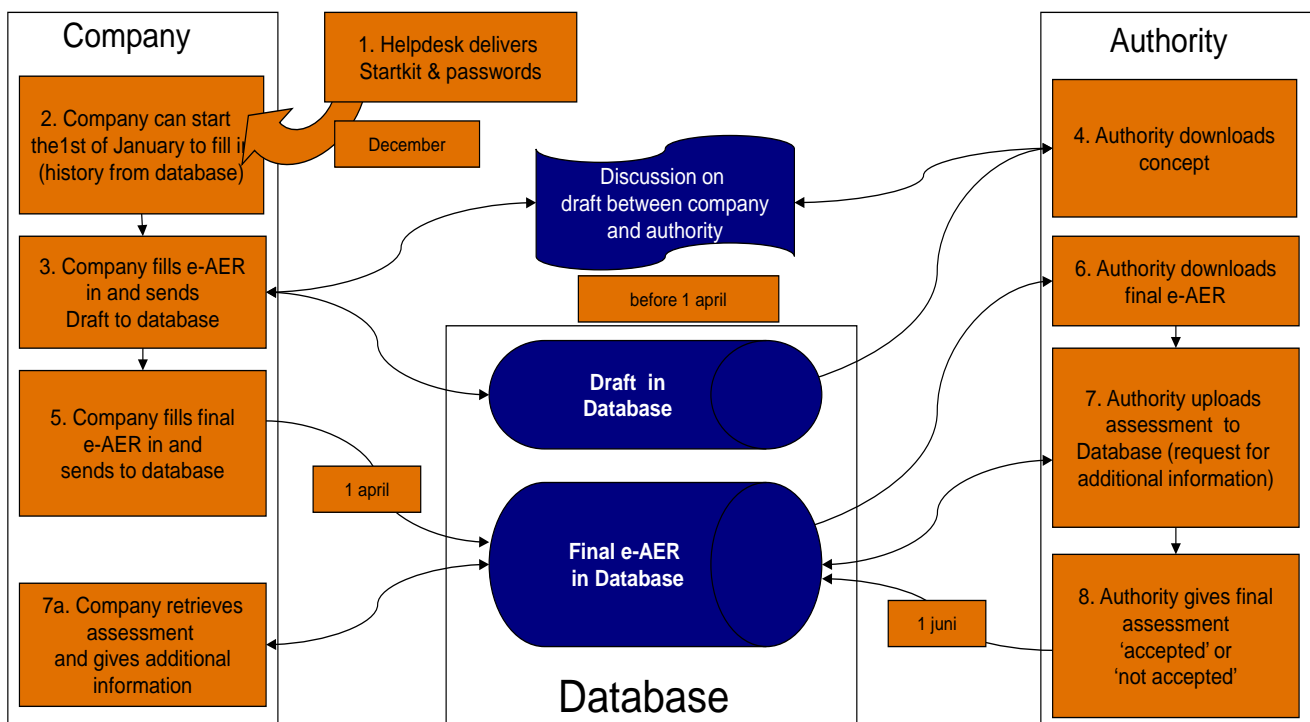 Company
1. Helpdesk delivers
Startkit & passwords
Authority
2. Company can start
the1st of January to fill in
(history from database)
December
4. Authority downloads
concept
Discussion on
draft between company
and authority
3. Company fills e-AER
in and sends
Draft to database
before 1 april
6. Authority downloads
final e-AER
Draft in
Database
5. Company fills final
e-AER in and
sends to database
7. Authority uploads
assessment to
Database (request for
additional information)
1 april
Final e-AER
in Database
7a. Company retrieves
assessment
and gives additional
information
1 juni
8. Authority gives final
assessment
‘accepted’ or
‘not accepted’
Database